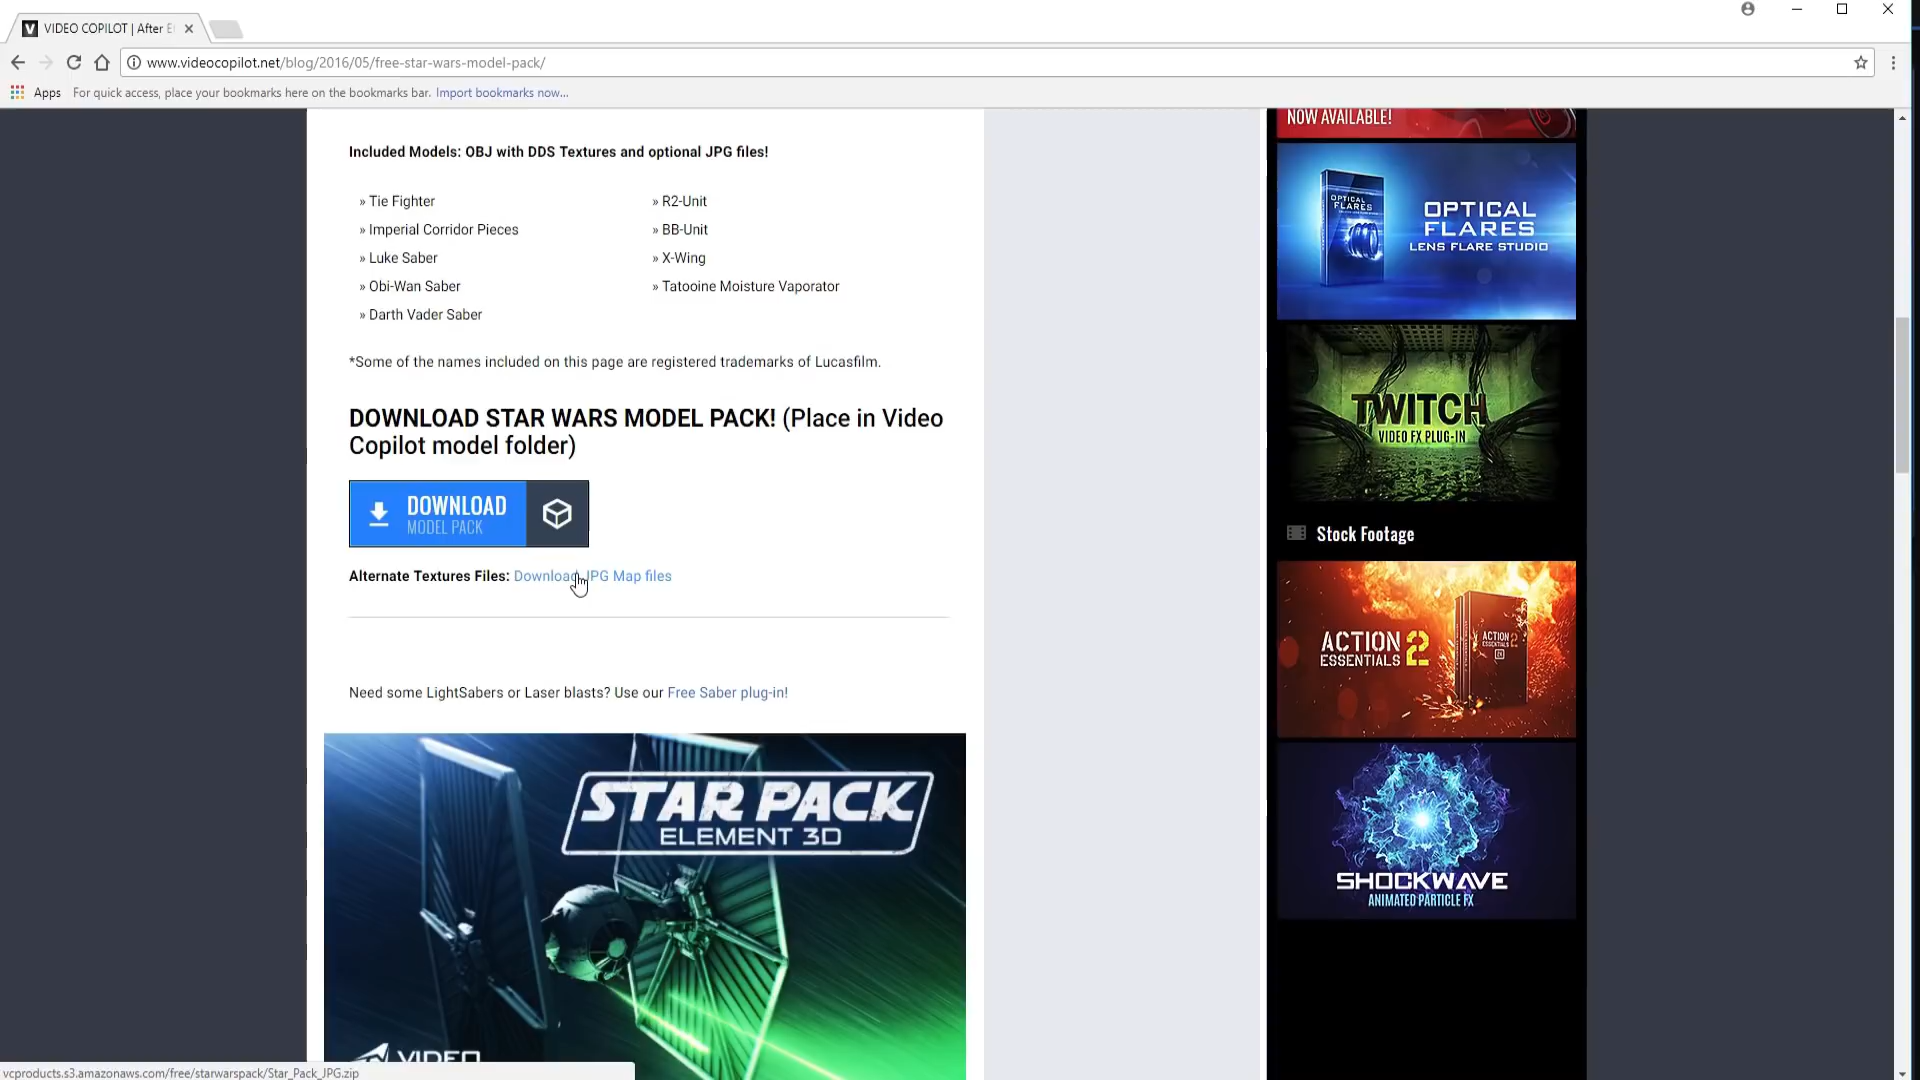 VIDEO COPILOT | After E
www.videocopilot.net/blog/2016/05/free-star-wars-model-pack/
Apps For quick access, place your bookmarks here on the bookmarks bar. Import bookmarks now...
Included Models: OBJ with DDS Textures and optional JPG files!
» Tie Fighter
» Imperial Corridor Pieces
» Luke Saber
» Obi-Wan Saber
» Darth Vader Saber
» R2-Unit
» BB-Unit
» X-Wing
» Tatooine Moisture Vaporator
*Some of the names included on this page are registered trademarks of Lucasfilm.
DOWNLOAD STAR WARS MODEL PACK! (Place in Video
Copilot model folder)
DOWNLOAD
MODEL PACK
Alternate Textures Files: Download JPG Map files
Need some LightSabers or Laser blasts? Use our Free Saber plug-in!
STAR PACK
ELEMENT 3D
VIDEO
NOW AVAILABLE!
OPTICAL
FLARES
OPTICAL
FLARES
LENS FLARE STUDIO
TWITCH
VIDEO FX PLUG-IN
Stock Footage
ACTION 2
ESSENTIALS
ACTION 2
ESSENTIALS
SHOCKWAVE
ANIMATED PARTICLE FX
vcproducts.s3.amazonaws.com/free/starwarspack/Star_Pack_JPG.zip